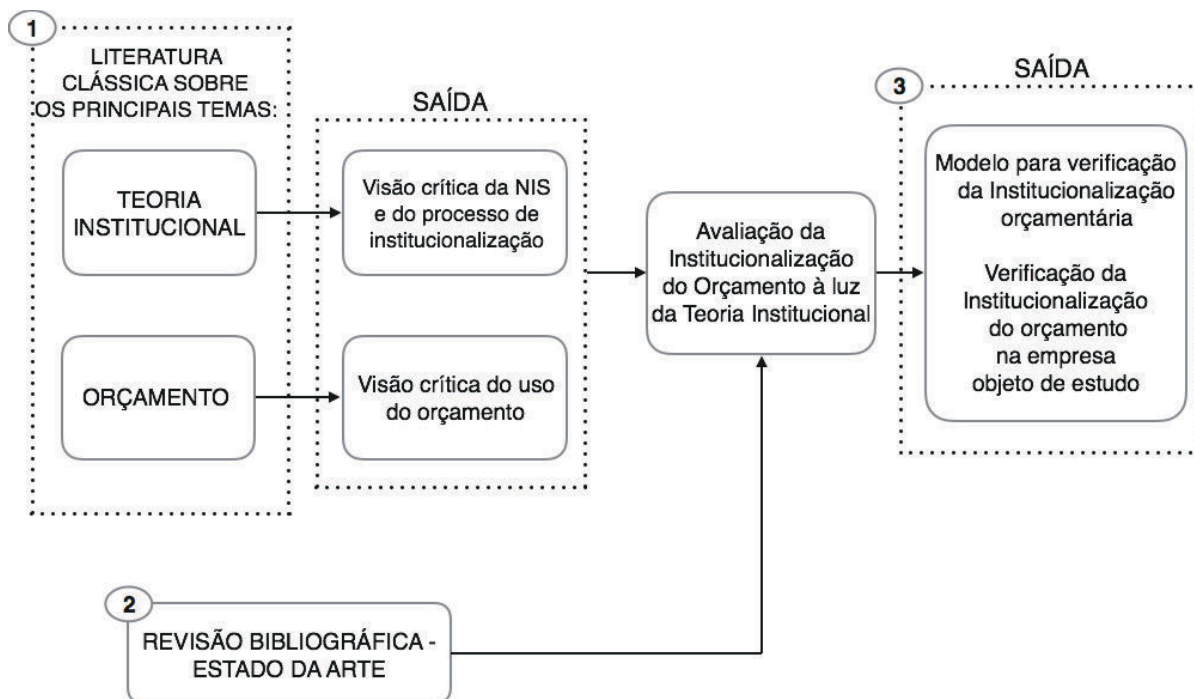 1
LITERATURA
CLÁSSICA SOBRE
OS PRINCIPAIS TEMAS:
TEORIA
INSTITUCIONAL
ORÇAMENTO
SAÍDA
Visão crítica da NIS
e do processo de
institucionalização
Visão crítica do uso
do orçamento
Avaliação da
Institucionalização
do Orçamento à luz
da Teoria Institucional
2
REVISÃO BIBLIOGRÁFICA -
ESTADO DA ARTE
3
SAÍDA
Modelo para verificação
da Institucionalização
orçamentária
Verificação da
Institucionalização
do orçamento
na empresa
objeto de estudo